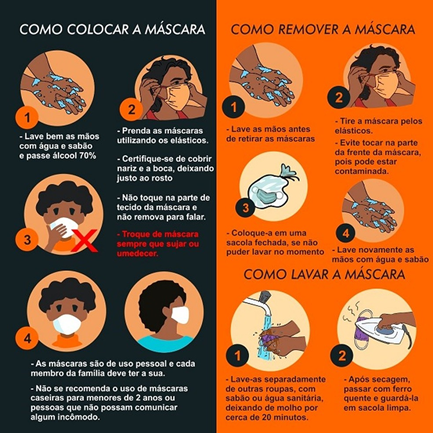 COMO COLOCAR A MÁSCARA
1
- Lave bem as mãos
com água e sabão
e passe álcool 70%
2
- Prenda as máscaras
utilizando os elásticos.
- Certifique-se de cobrir
nariz e a boca, deixando
justo ao rosto
- Não toque na parte de
tecido da máscara e
não remova para falar.
- Troque de máscara
sempre que sujar ou
umedecer.
3
4
- As máscaras são de uso pessoal e cada
membro da família deve ter a sua.
- Não se recomenda o uso de máscaras
caseiras para menores de 2 anos ou
pessoas que não possam comunicar
algum incômodo.
COMO REMOVER A MÁSCARA
1
- Lave as mãos antes
de retirar as máscaras
2
- Tire a máscara pelos
elásticos.
- Evite tocar na parte
da frente da máscara,
pois pode estar
contaminada.
3
- Coloque-a em uma
sacola fechada, se não
puder lavar no momento
4
- Lave novamente as
mãos com água e sabão
COMO LAVAR A MÁSCARA
1
- Lave-as separadamente
de outras roupas, com
sabão ou água sanitária,
deixando de molho por
cerca de 20 minutos.
2
- Após secagem,
passar com ferro
quente e guardá-la
em sacola limpa.